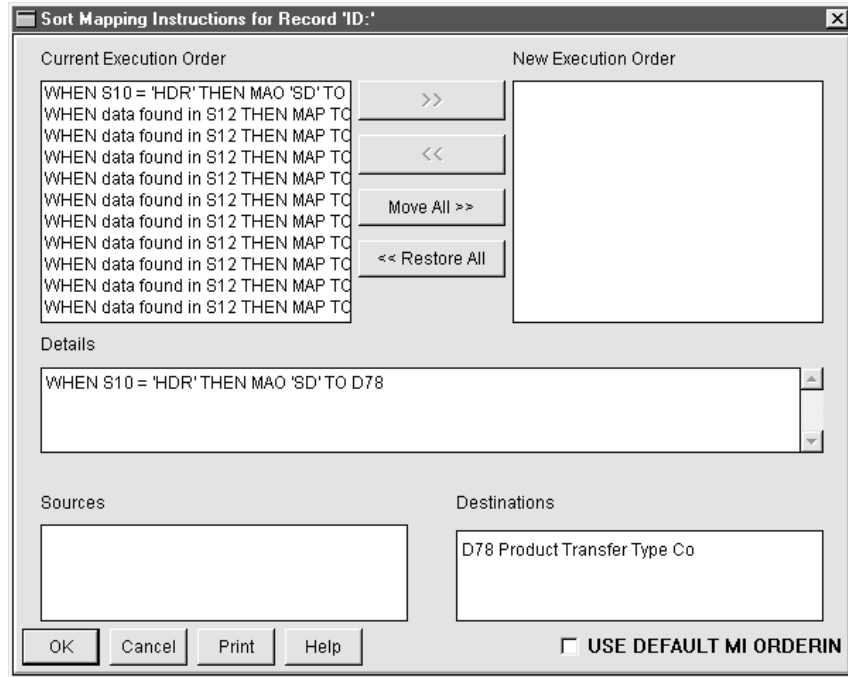 Sort Mapping Instructions for Record 'ID:'
Current Execution Order
New Execution Order
WHEN S10 = 'HDR' THEN MAO 'SD' TO
WHEN data found in S12 THEN MAP TO
WHEN data found in S12 THEN MAP TO
WHEN data found in S12 THEN MAP TO
WHEN data found in S12 THEN MAP TO
WHEN data found in S12 THEN MAP TO
WHEN data found in S12 THEN MAP TO
WHEN data found in S12 THEN MAP TO
WHEN data found in S12 THEN MAP TO
WHEN data found in S12 THEN MAP TO
WHEN data found in S12 THEN MAP TO
>>
<<
Move All >>
<< Restore All
Details
WHEN S10 = 'HDR' THEN MAO 'SD' TO D78
Sources
Destinations
D78 Product Transfer Type Co
OK
Cancel
Print
Help
USE DEFAULT MI ORDERIN